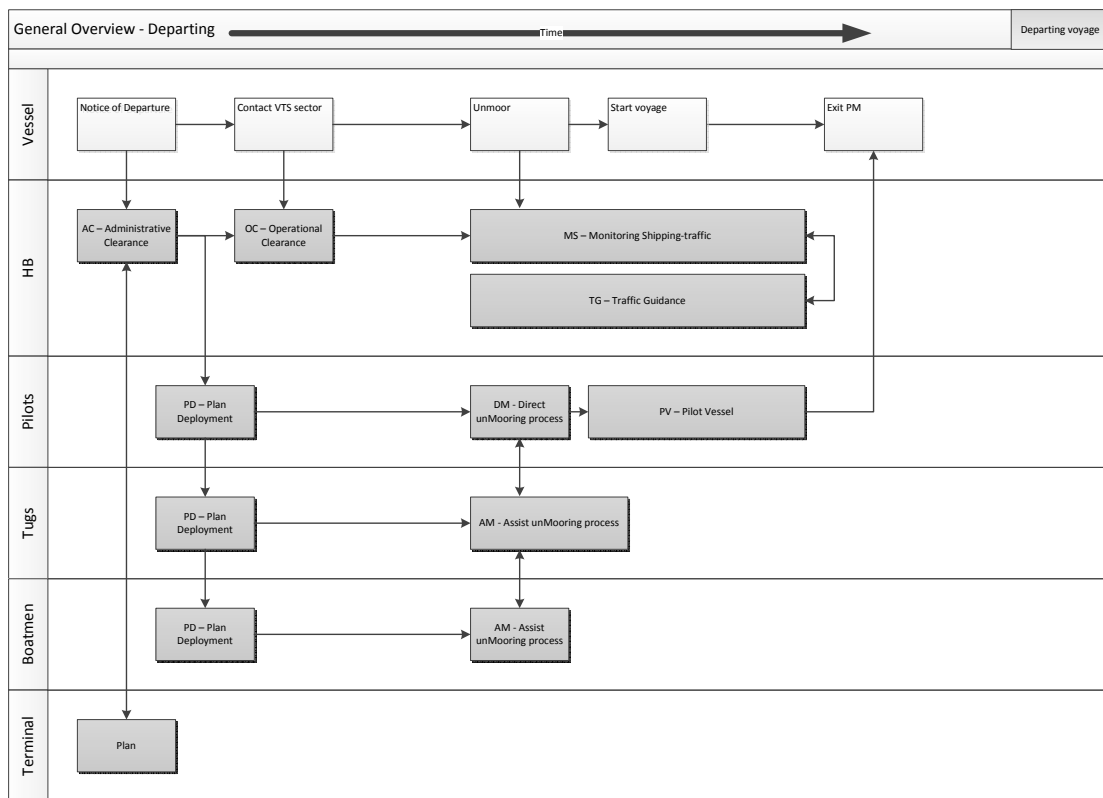 General Overview - Departing
Time
Departing voyage
Vessel
Notice of Departure
Contact VTS sector
Unmoor
Start voyage
Exit PM
HB
AC – Administrative
Clearance
OC – Operational
Clearance
MS – Monitoring Shipping-traffic
TG – Traffic Guidance
Pilots
PD – Plan
Deployment
DM - Direct
unMooring process
PV – Pilot Vessel
Tugs
PD – Plan
Deployment
AM - Assist unMooring process
Boatmen
PD – Plan
Deployment
AM - Assist
unMooring process
Terminal
Plan